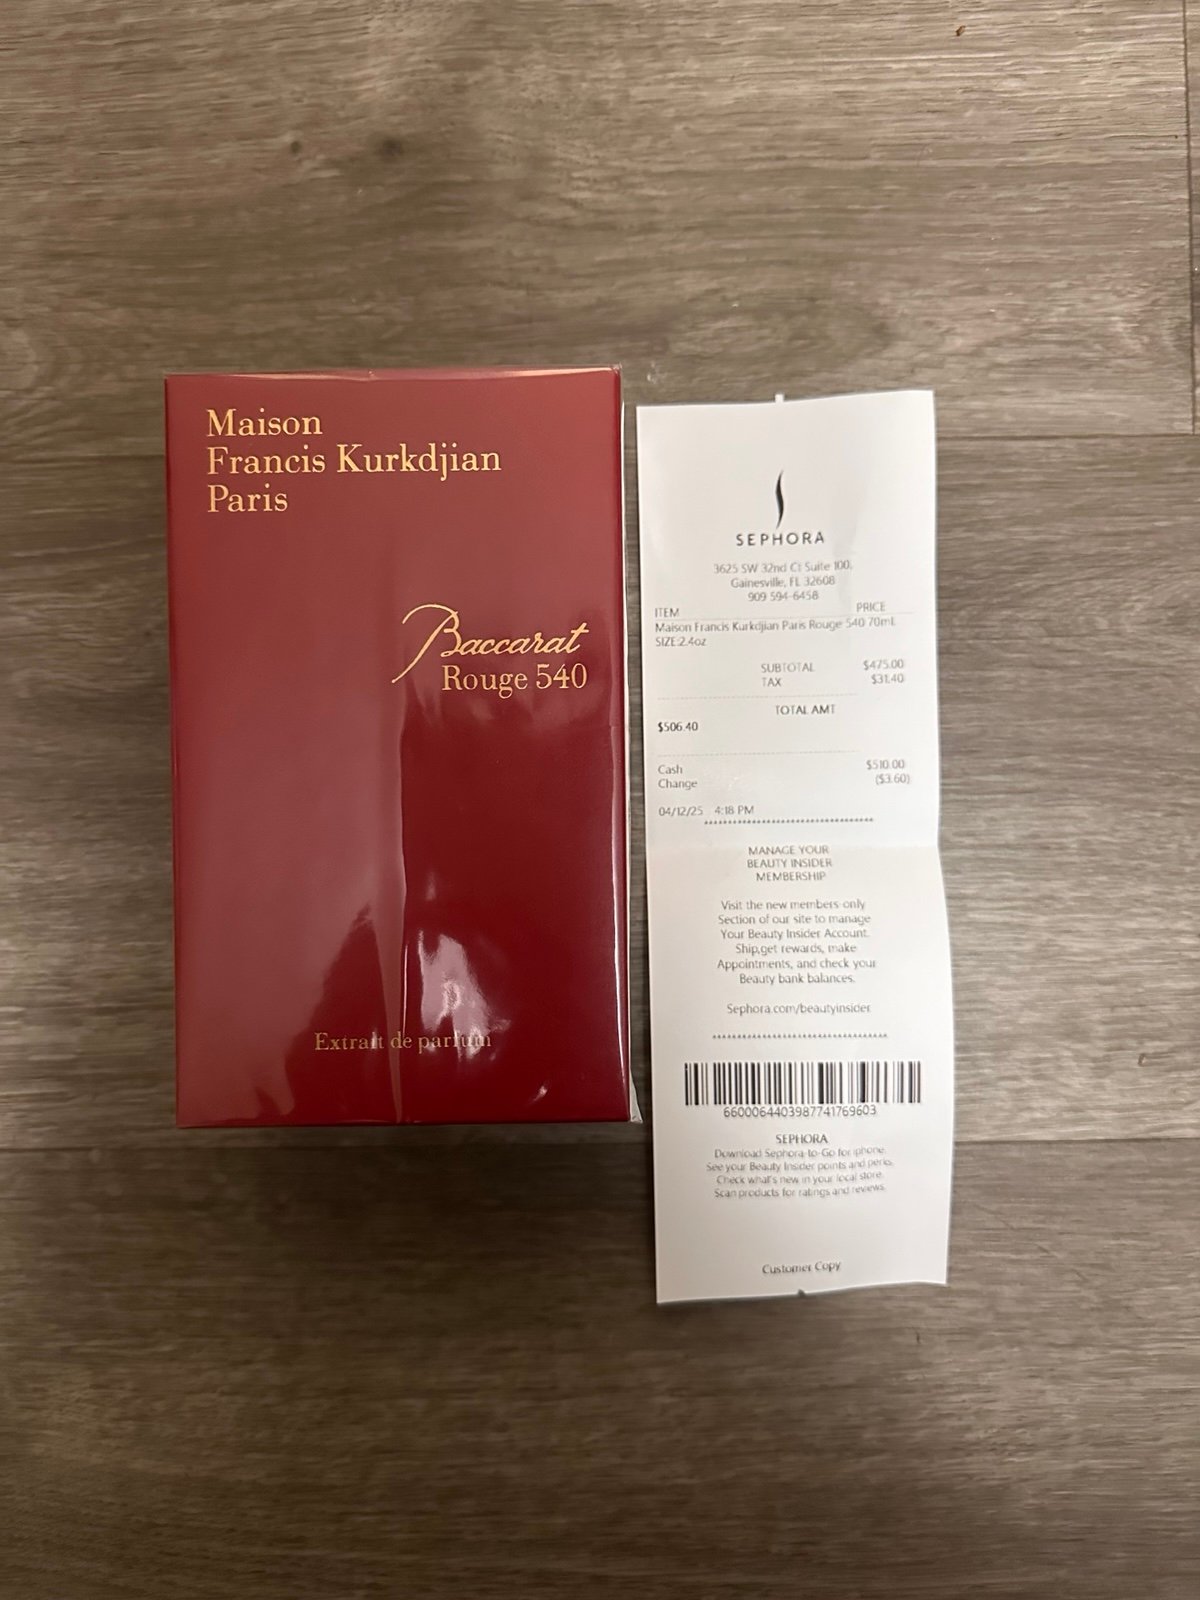 Maison
Francis Kurkdjian
Paris
Baccarat
Rouge 540
Extrait de parfum
SEPHORA
3625 SW 32nd Ct Suite 100,
Gainesville, FL 32608
909 594-6458
ITEM PRICE
Maison Francis Kurkdjian Paris Rouge 540 70mL
SIZE:2.4oz
SUBTOTAL $475.00
TAX $31.40
TOTAL AMT
$506.40
Cash $510.00
Change ($3.60)
04/12/25 4:18 PM
MANAGE YOUR
BEAUTY INSIDER
MEMBERSHIP
Visit the new members-only
Section of our site to manage
Your Beauty Insider Account.
Ship,get rewards, make
Appointments, and check your
Beauty bank balances.
Sephora.com/beautyinsider
6600064403987741769603
SEPHORA
Download Sephora-to-Go for iphone.
See your Beauty Insider points and perks.
Check what's new in your local store.
Scan products for ratings and reviews.
Customer Copy